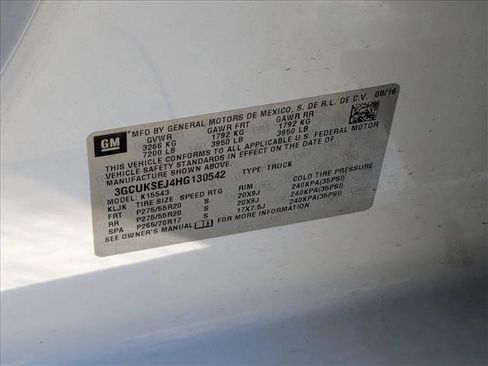 GM
MFD BY GENERAL MOTORS DE MEXICO, S. DE R.L. DE C.V. 08/16
GVWR GAWR FRT GAWR RR
3266 KG 1792 KG 1792 KG
7200 LB 3950 LB 3950 LB
THIS VEHICLE CONFORMS TO ALL APPLICABLE U.S. FEDERAL MOTOR
VEHICLE SAFETY STANDARDS IN EFFECT ON THE DATE OF
MANUFACTURE SHOWN ABOVE.
3GCUKSEJ4HG130542 TYPE: TRUCK
MODEL: K15543
KLJK TIRE SIZE SPEED RTG RIM COLD TIRE PRESSURE
FRT P275/55R20 S 20X9J 240KPA(35PSI)
RR P275/55R20 S 20X9J 240KPA(35PSI)
SPA P265/70R17 S 17X7.5J 240KPA(35PSI)
SEE OWNER'S MANUAL